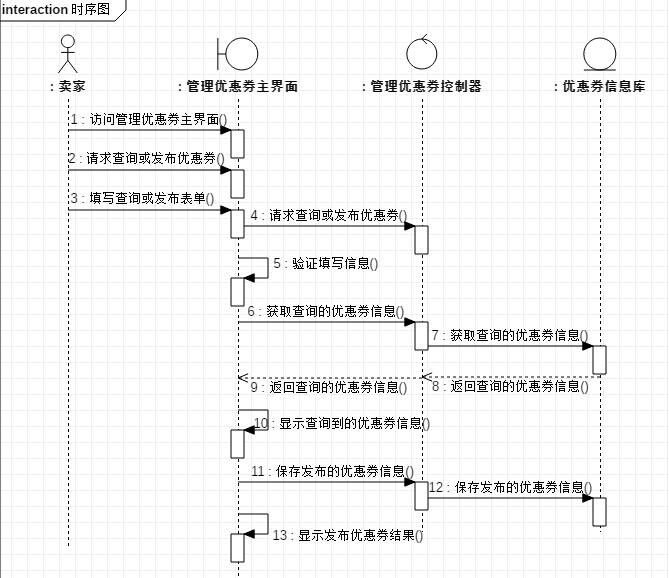 interaction 时序图
: 卖家
: 管理优惠券主界面
: 管理优惠券控制器
: 优惠券信息库
1 : 访问管理优惠券主界面()
2 : 请求查询或发布优惠券()
3 : 填写查询或发布表单()
4 : 请求查询或发布优惠券()
5 : 验证填写信息()
6 : 获取查询的优惠券信息()
7 : 获取查询的优惠券信息()
8 : 返回查询的优惠券信息()
9 : 返回查询的优惠券信息()
10 : 显示查询到的优惠券信息()
11 : 保存发布的优惠券信息()
12 : 保存发布的优惠券信息()
13 : 显示发布优惠券结果()